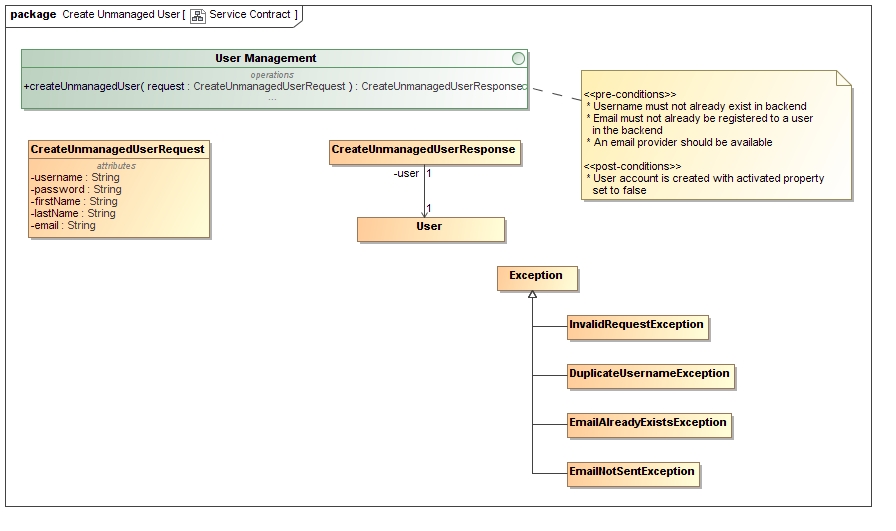 package Create Unmanaged User [ Service Contract ]
User Management
operations
+createUnmanagedUser( request : CreateUnmanagedUserRequest ) : CreateUnmanagedUserResponse
...
<<pre-conditions>>
* Username must not already exist in backend
* Email must not already be registered to a user
in the backend
* An email provider should be available
<<post-conditions>>
* User account is created with activated property
set to false
CreateUnmanagedUserRequest
attributes
-username : String
-password : String
-firstName : String
-lastName : String
-email : String
CreateUnmanagedUserResponse
-user 1
1
User
Exception
InvalidRequestException
DuplicateUsernameException
EmailAlreadyExistsException
EmailNotSentException